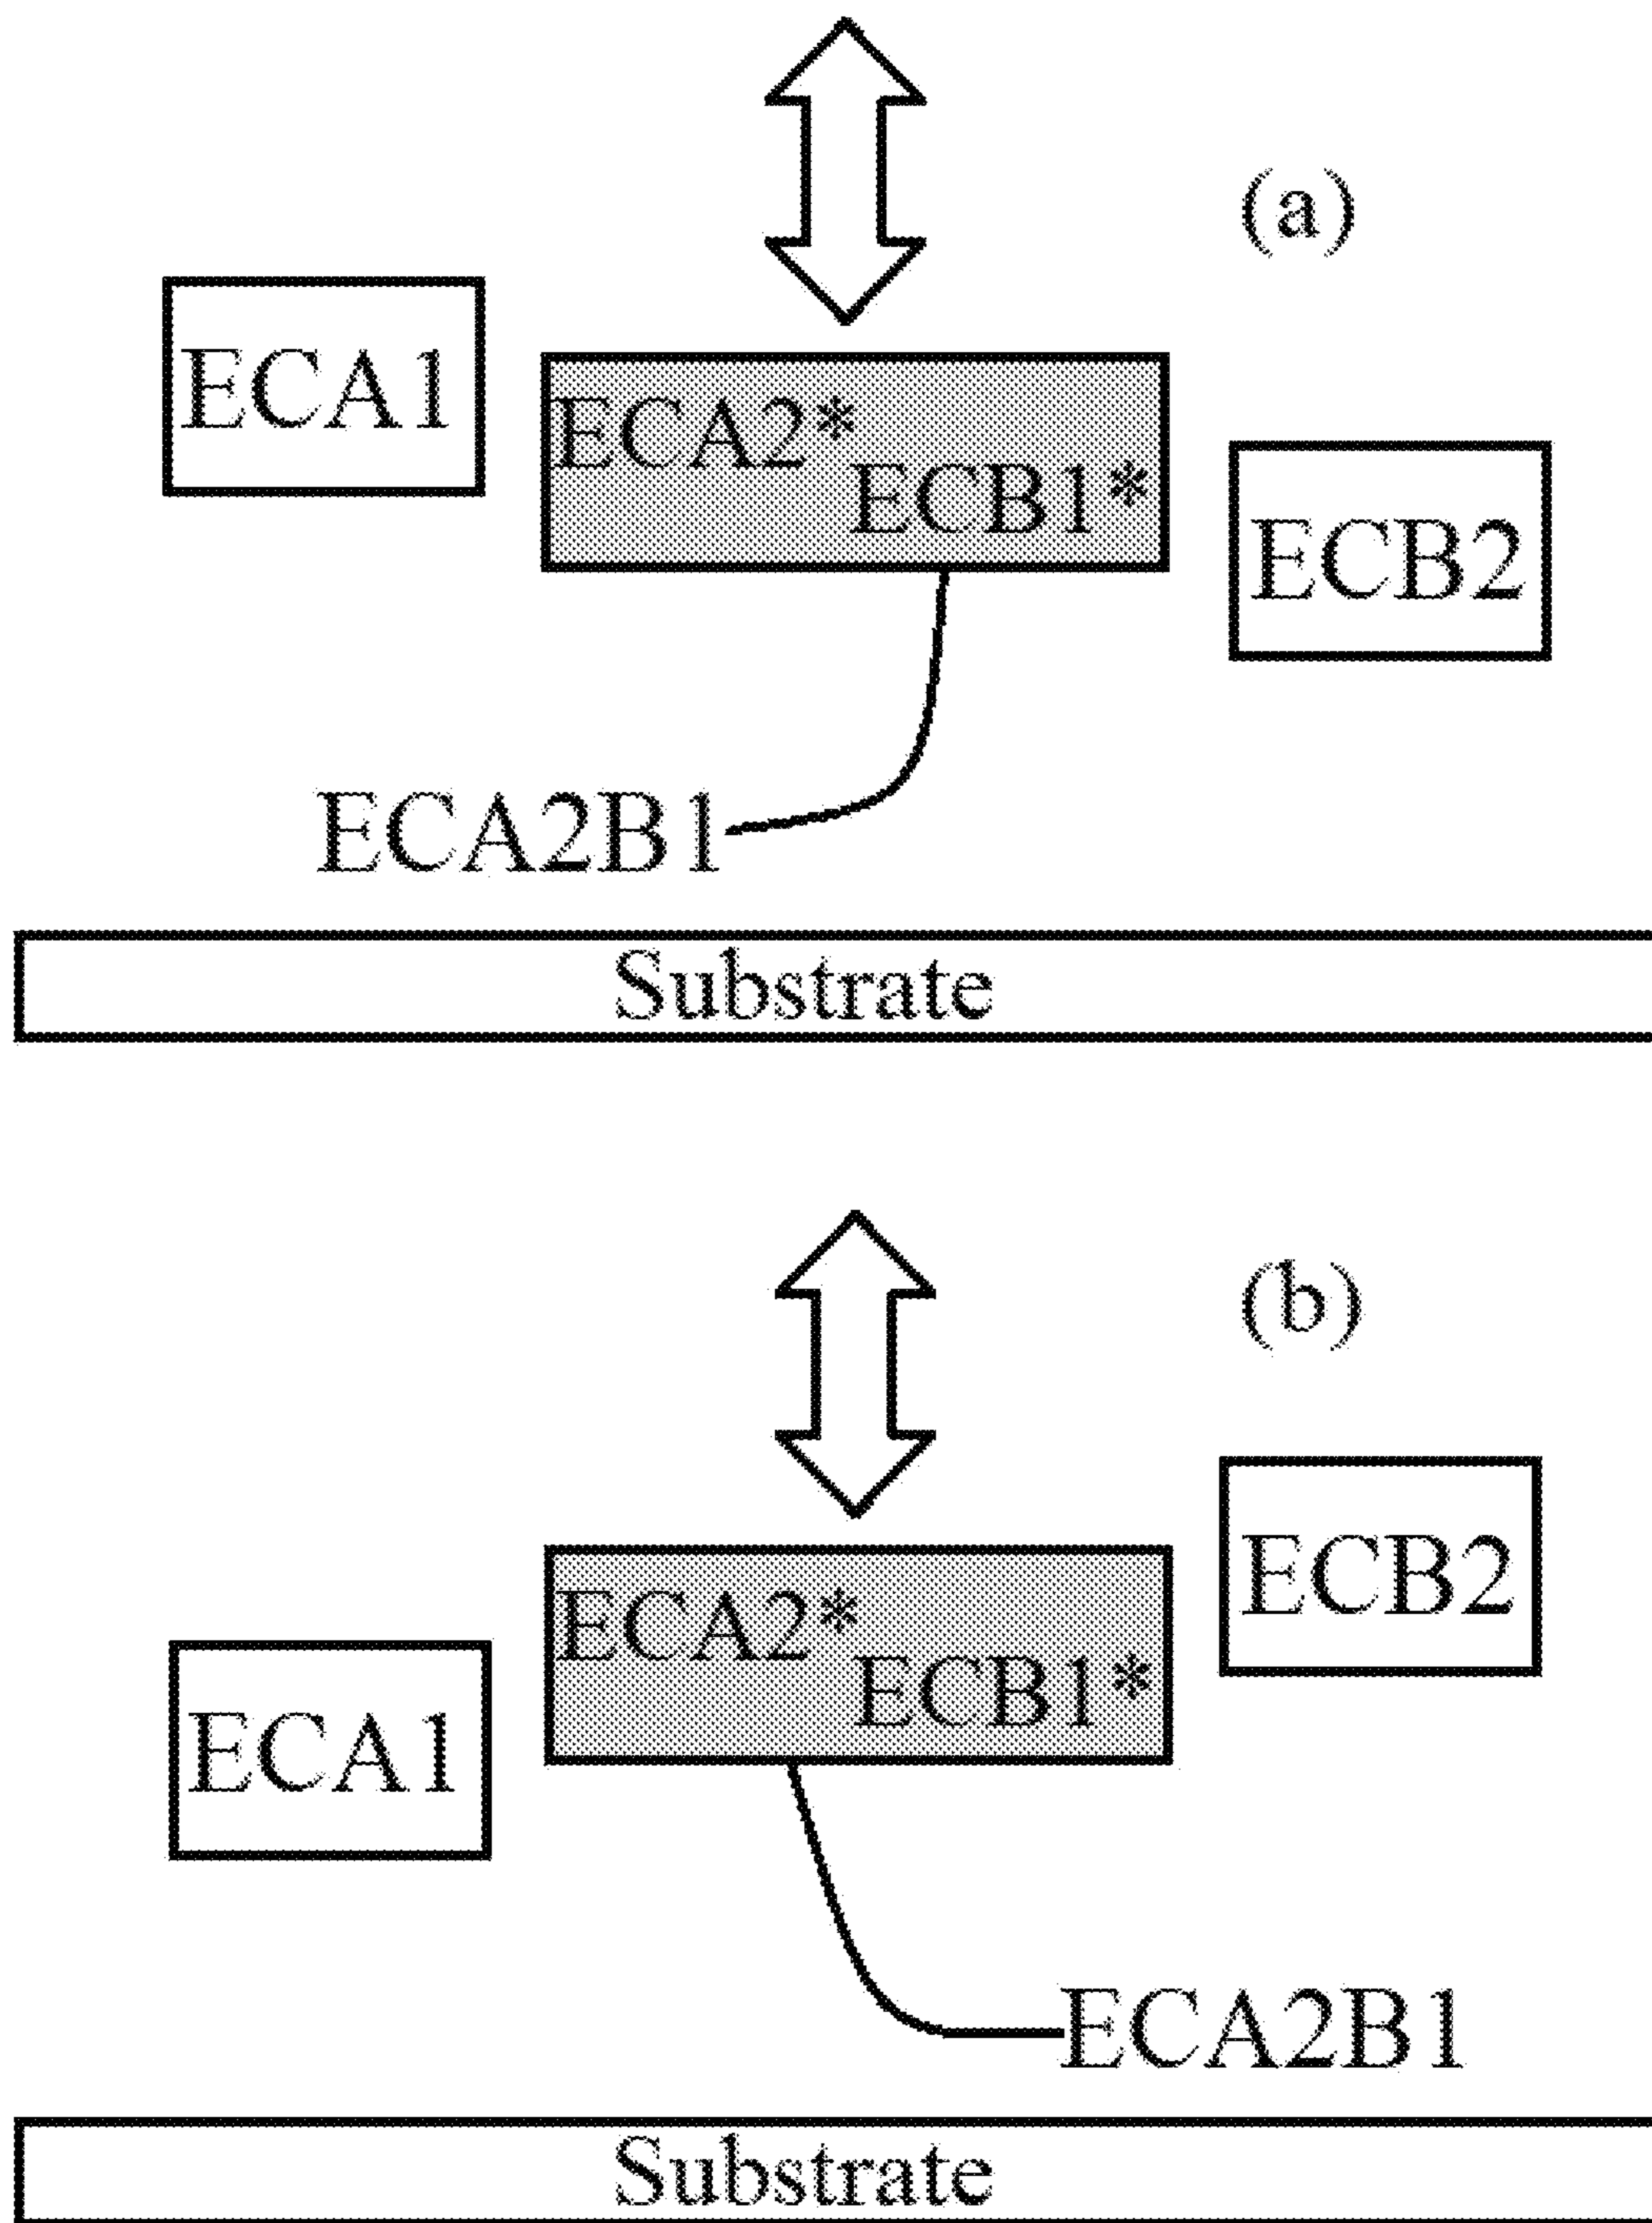 (a)
ECA1
ECA2*
ECB1*
ECB2
ECA2B1
Substrate
(b)
ECB2
ECA2*
ECB1*
ECA1
ECA2B1
Substrate